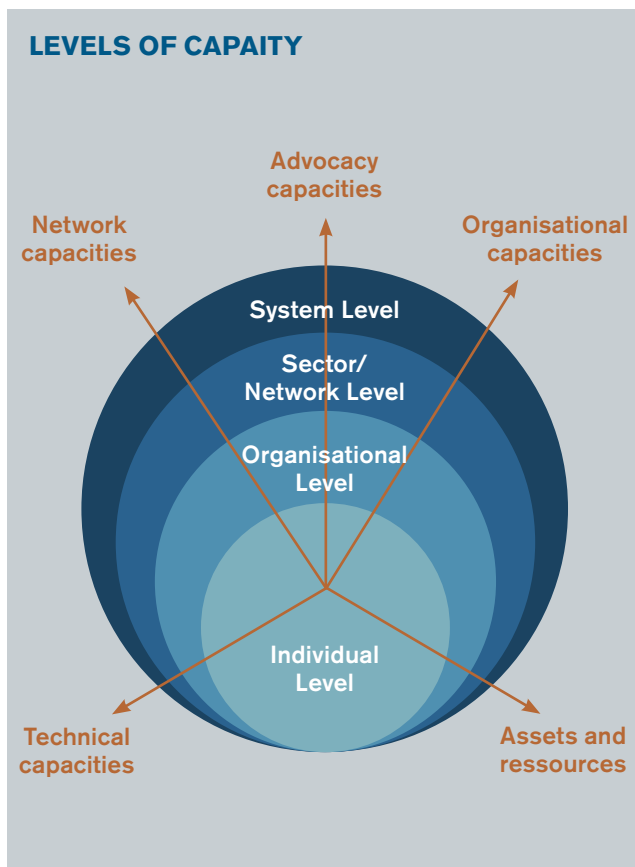 LEVELS OF CAPAITY
Advocacy
capacities
Network
capacities
Organisational
capacities
System Level
Sector/
Network Level
Organisational
Level
Individual
Level
Technical
capacities
Assets and
ressources